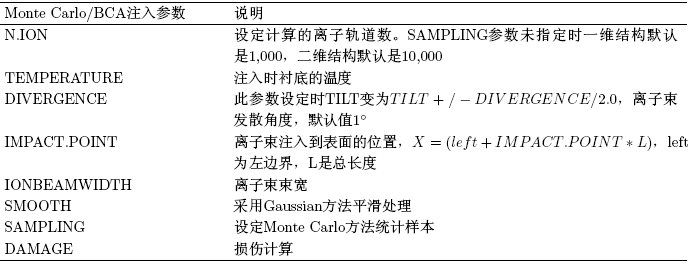 Monte Carlo/BCA注入参数 说明
N.ION 设定计算的离子轨道数。SAMPLING参数未指定时一维结构默认
是1,000，二维结构默认是10,000
TEMPERATURE 注入时衬底的温度
DIVERGENCE 此参数设定时TILT变为TILT + / − DIVERGENCE/2.0，离子束
发散角度，默认值1°
IMPACT.POINT 离子束注入到表面的位置，X = (left + IMPACT.POINT * L)，left
为左边界，L是总长度
IONBEAMWIDTH 离子束束宽
SMOOTH 采用Gaussian方法平滑处理
SAMPLING 设定Monte Carlo方法统计样本
DAMAGE 损伤计算